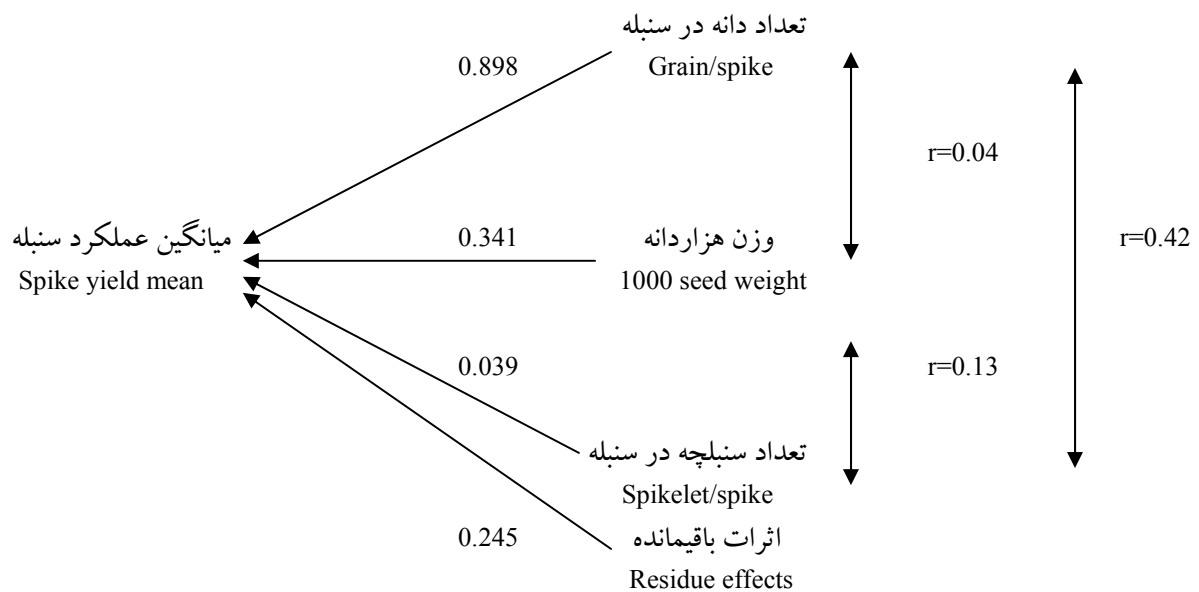 تعداد دانه در سنبله
Grain/spike
0.898
r=0.04
میانگین عملکرد سنبله
Spike yield mean
0.341
وزن هزاردانه
1000 seed weight
r=0.42
0.039
r=0.13
تعداد سنبلچه در سنبله
Spikelet/spike
0.245
اثرات باقیمانده
Residue effects